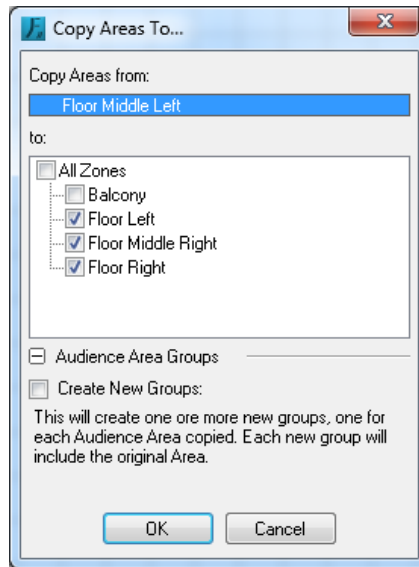 Copy Areas To...
Copy Areas from:
Floor Middle Left
to:
All Zones
Balcony
Floor Left
Floor Middle Right
Floor Right
Audience Area Groups
Create New Groups:
This will create one ore more new groups, one for
each Audience Area copied. Each new group will
include the original Area.
OK
Cancel